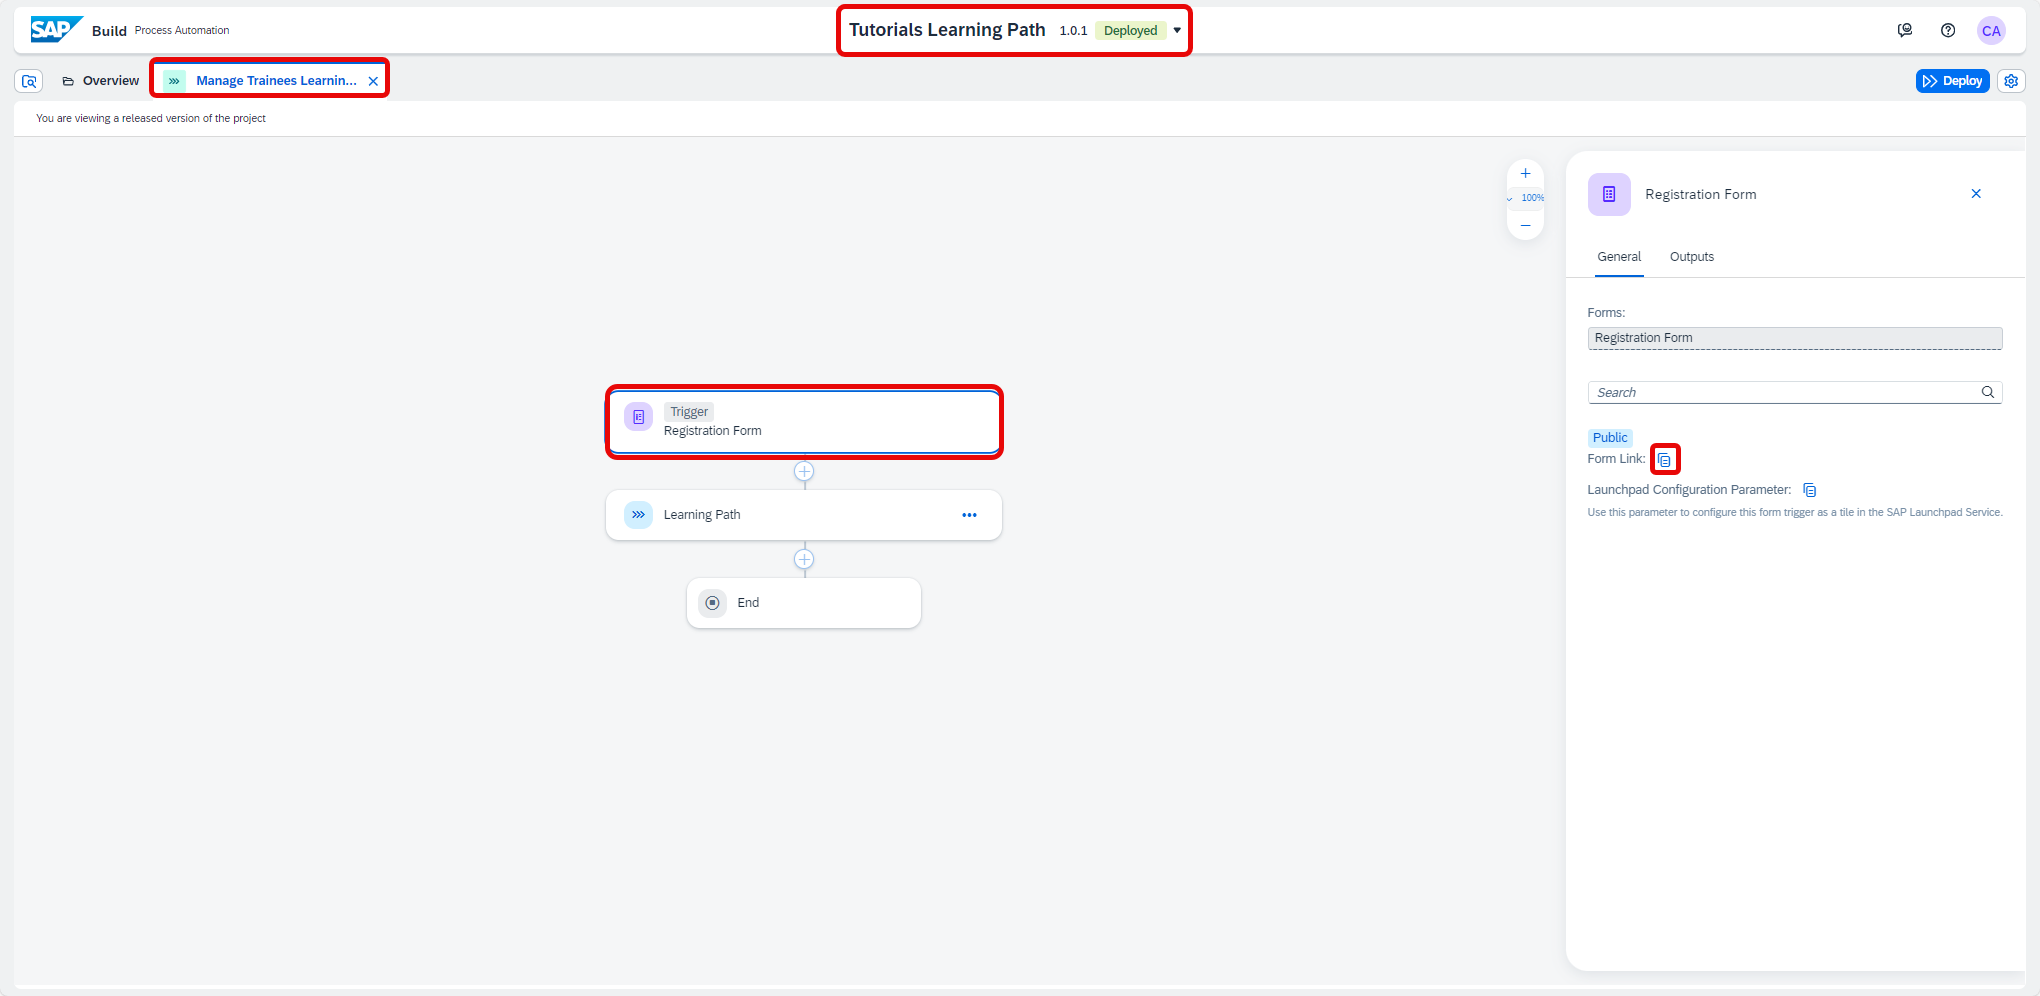 SAP Build Process Automation
Tutorials Learning Path 1.0.1 Deployed
CA
Overview
Manage Trainees Learnin...
Deploy
You are viewing a released version of the project
100%
Trigger
Registration Form
Learning Path
End
Registration Form
General Outputs
Forms:
Registration Form
Search
Public
Form Link:
Launchpad Configuration Parameter:
Use this parameter to configure this form trigger as a tile in the SAP Launchpad Service.